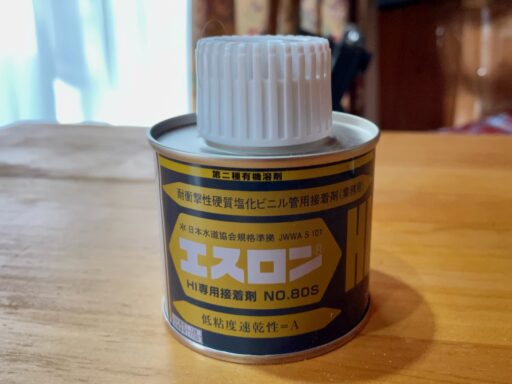 第二種有機溶剤
耐衝撃性硬質塩化ビニル管用接着剤(業務用)
日本水道協会規格準拠 JWWA S 101
エスロン®
HI専用接着剤 NO.80S
低粘度速乾性=A
HI